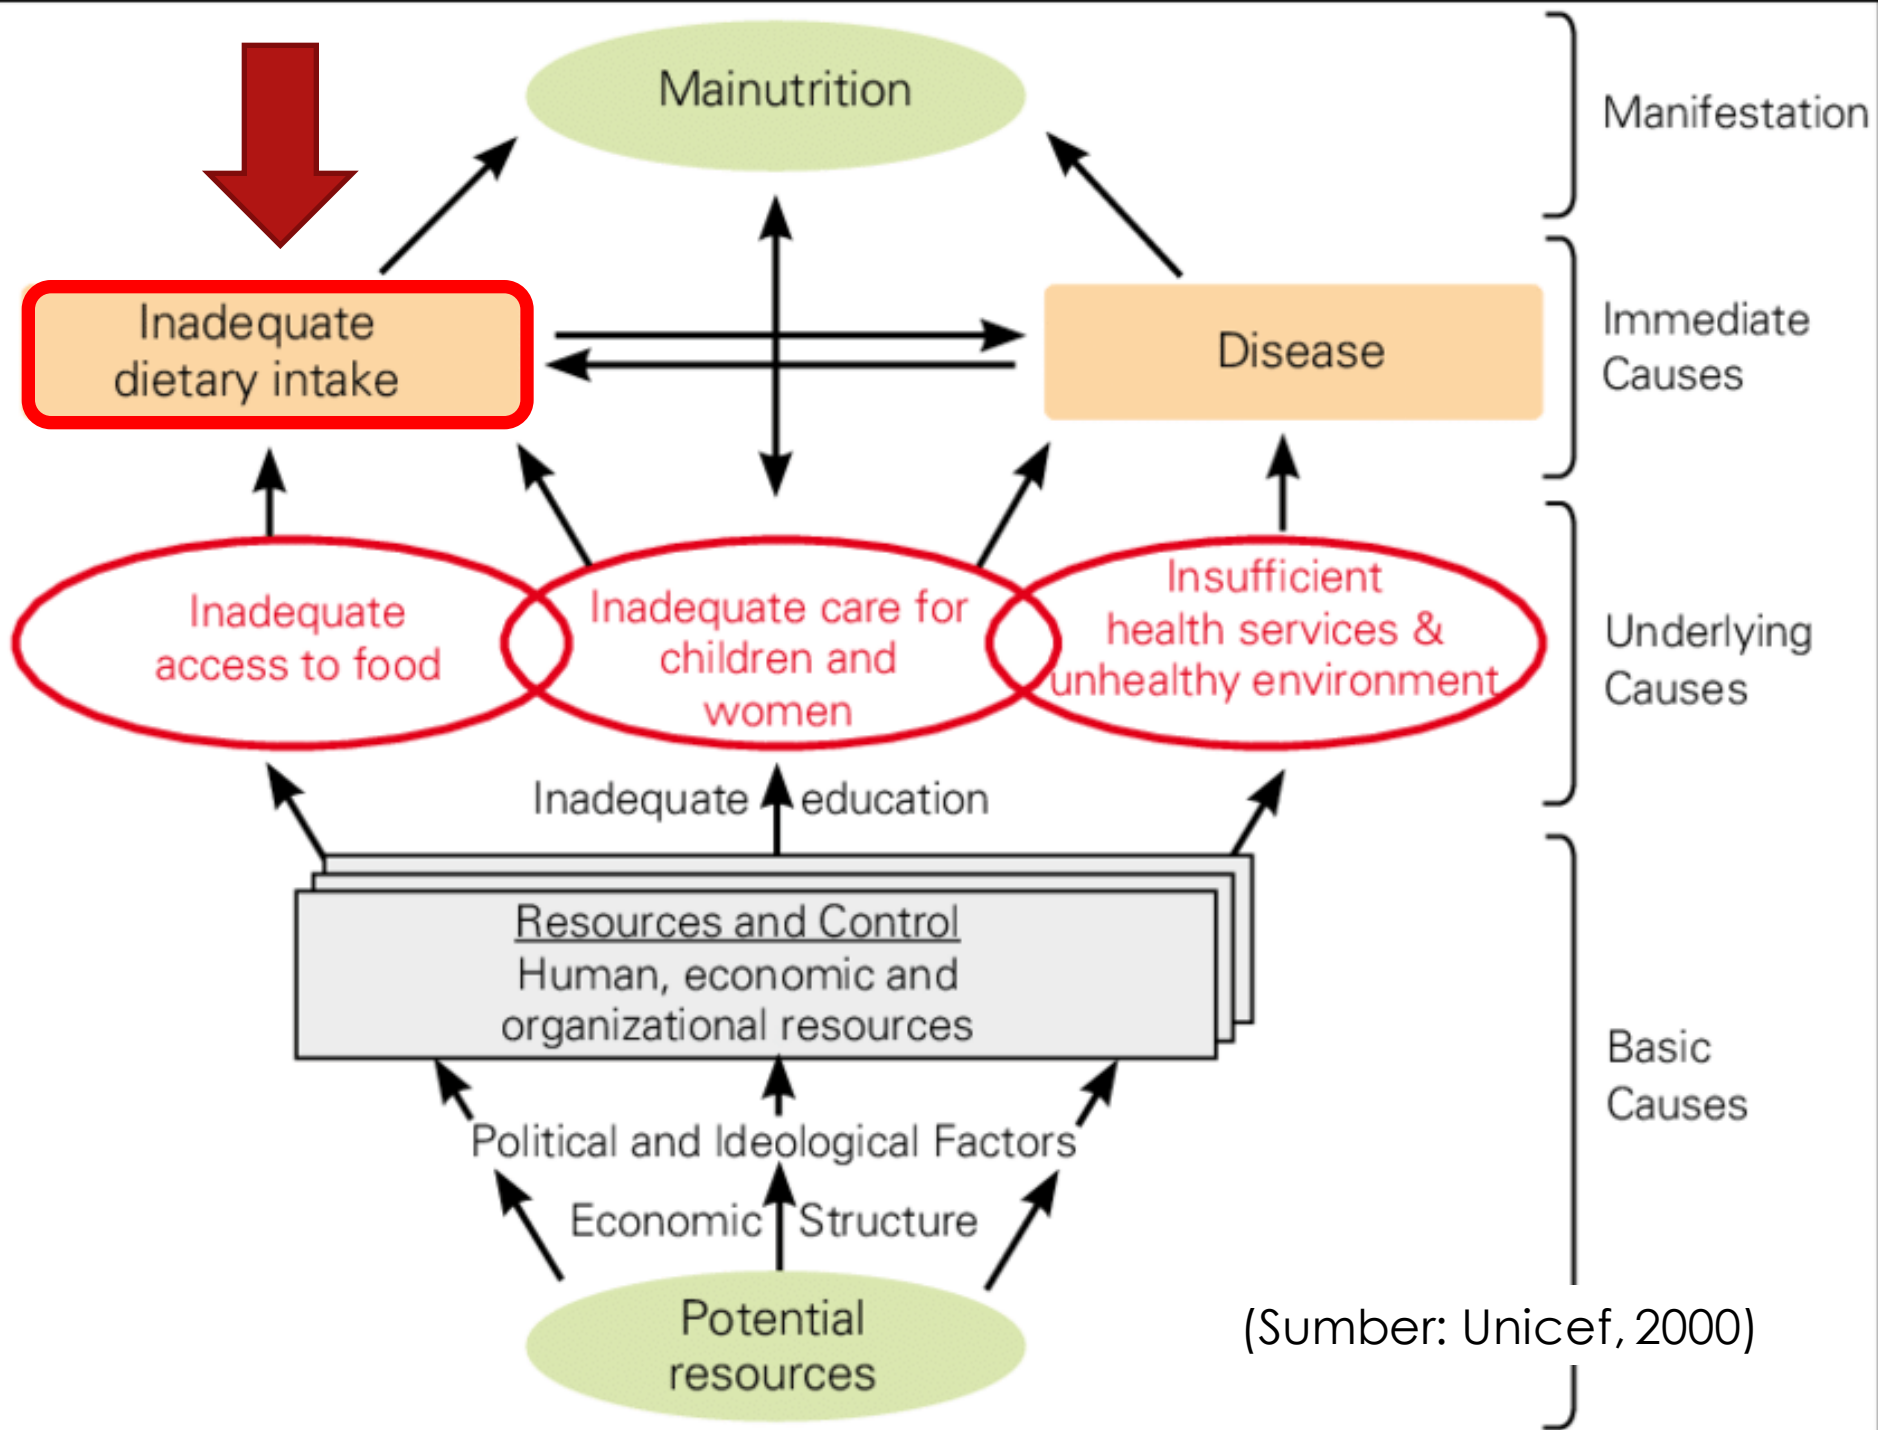 Mainutrition
Manifestation
Inadequate
dietary intake
Disease
Immediate
Causes
Inadequate
access to food
Inadequate care for
children and
women
Insufficient
health services &
unhealthy environment
Underlying
Causes
Inadequate education
Resources and Control
Human, economic and
organizational resources
Political and Ideological Factors
Economic Structure
Basic
Causes
Potential
resources
(Sumber: Unicef, 2000)